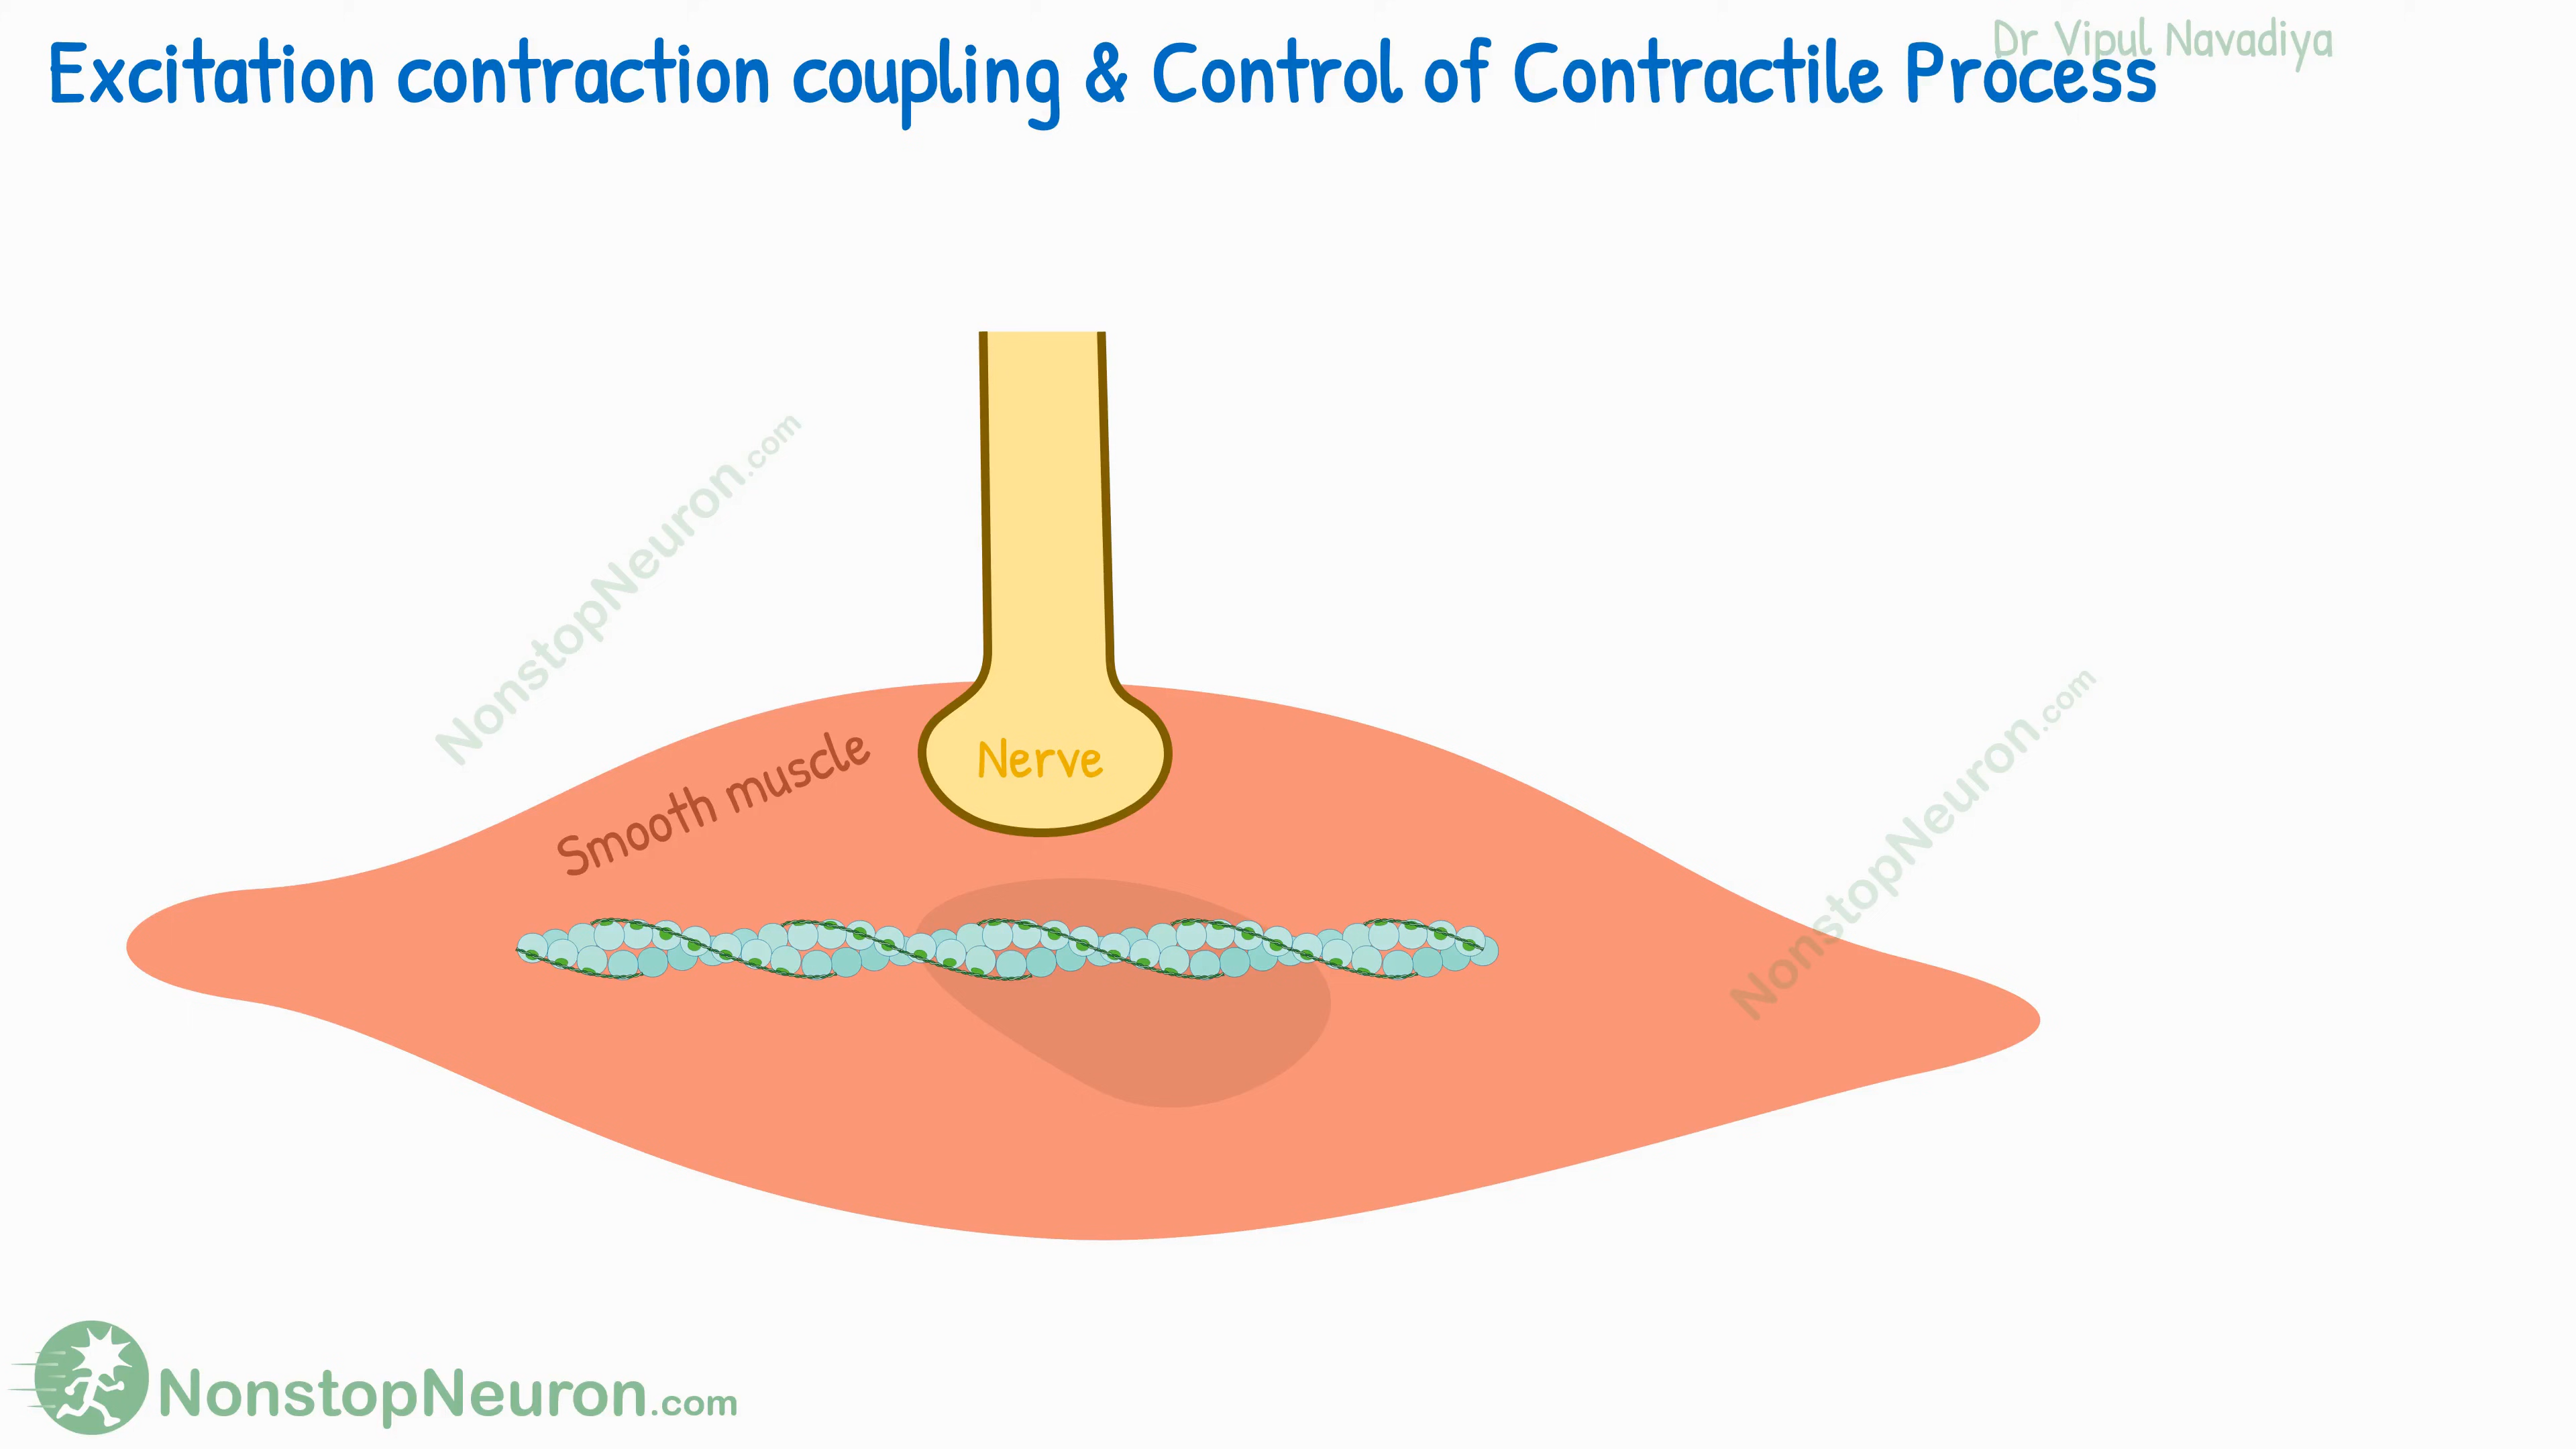 Dr Vipul Navadiya
Excitation contraction coupling & Control of Contractile Process
NonstopNeuron.com
NonstopNeuron.com
Nerve
Smooth muscle
NonstopNeuron.com